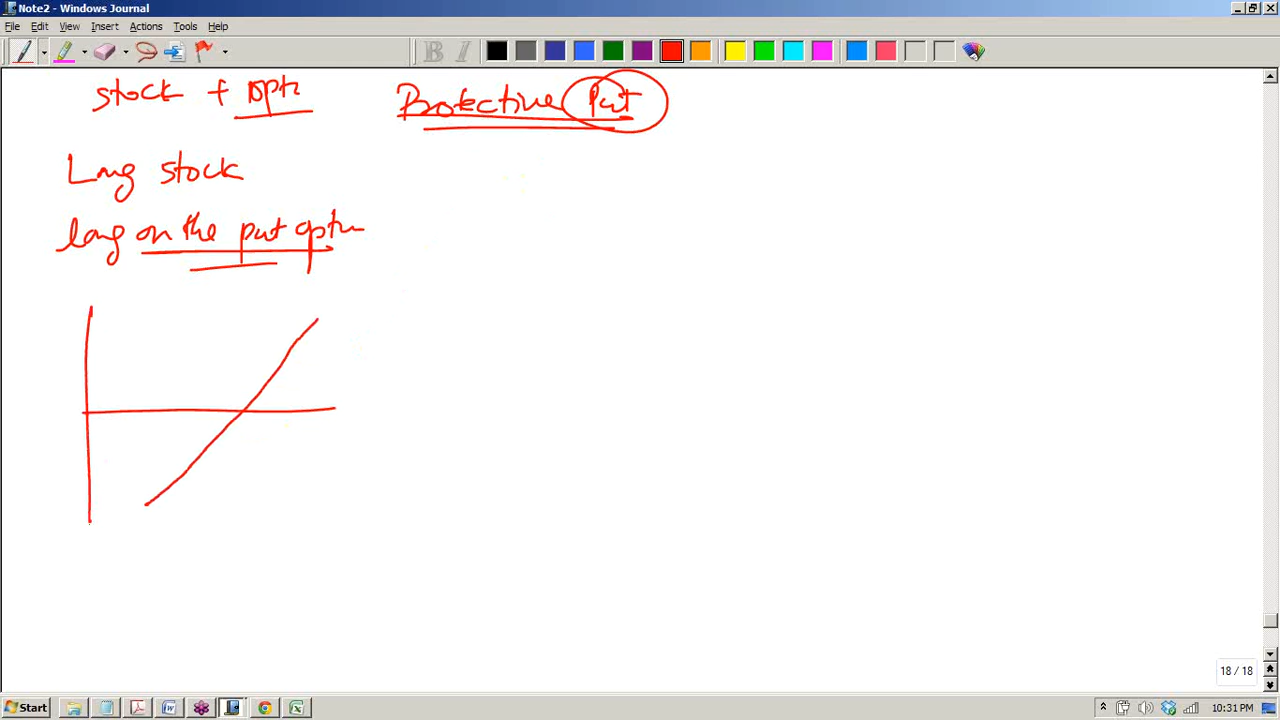 Note2 - Windows Journal
File Edit View Insert Actions Tools Help
stock + optn Protective Put
Long stock
long on the put optn
18 / 18
Start
10:31 PM